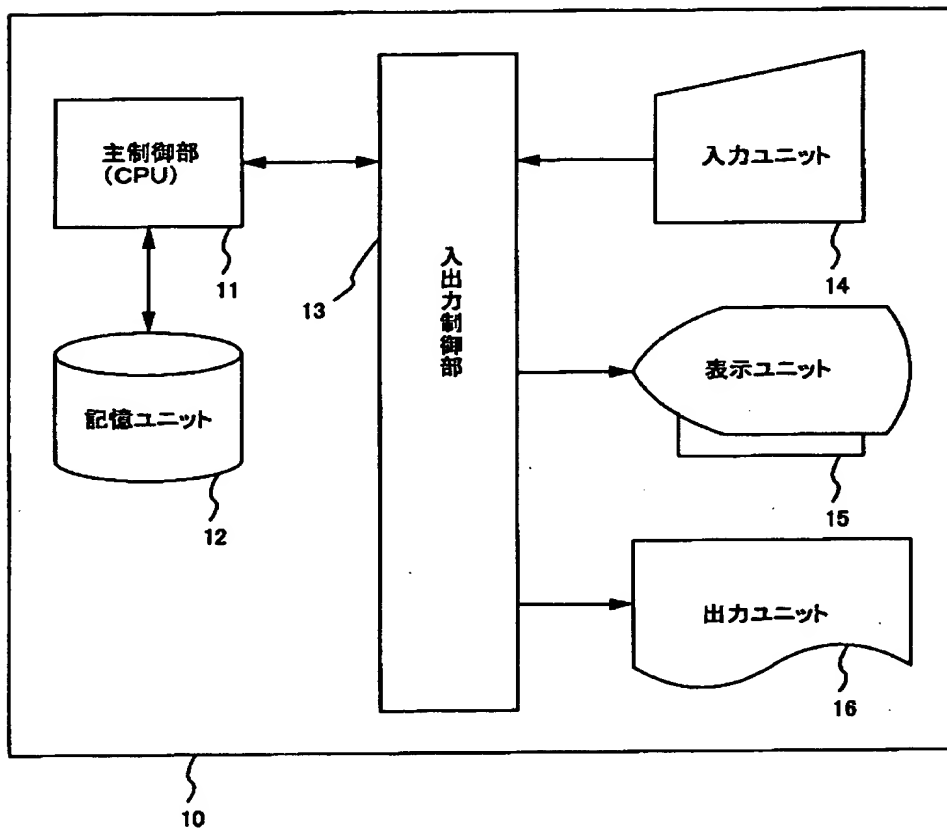 主制御部
(CPU)
11
記憶ユニット
12
13
入出力制御部
入力ユニット
14
表示ユニット
15
出力ユニット
16
10